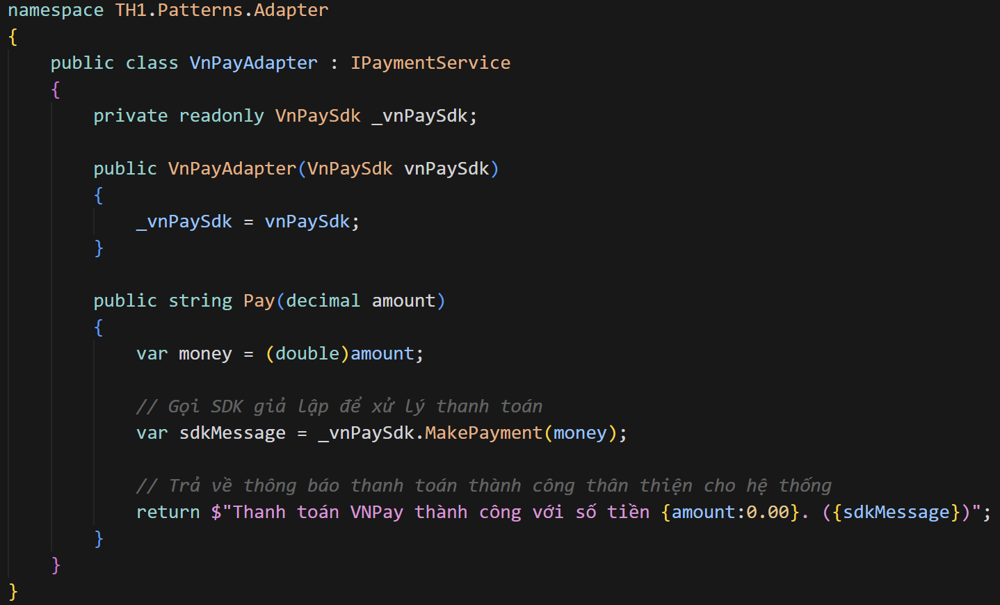 namespace TH1.Patterns.Adapter
{
    public class VnPayAdapter : IPaymentService
    {
        private readonly VnPaySdk _vnPaySdk;

        public VnPayAdapter(VnPaySdk vnPaySdk)
        {
            _vnPaySdk = vnPaySdk;
        }

        public string Pay(decimal amount)
        {
            var money = (double)amount;

            // Gọi SDK giả lập để xử lý thanh toán
            var sdkMessage = _vnPaySdk.MakePayment(money);

            // Trả về thông báo thanh toán thành công thân thiện cho hệ thống
            return $"Thanh toán VNPay thành công với số tiền {amount:0.00}. ({sdkMessage})";
        }
    }
}